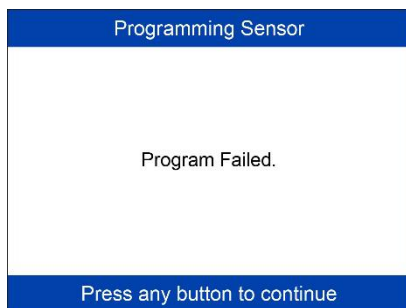 Programming Sensor
Program Failed.
Press any button to continue